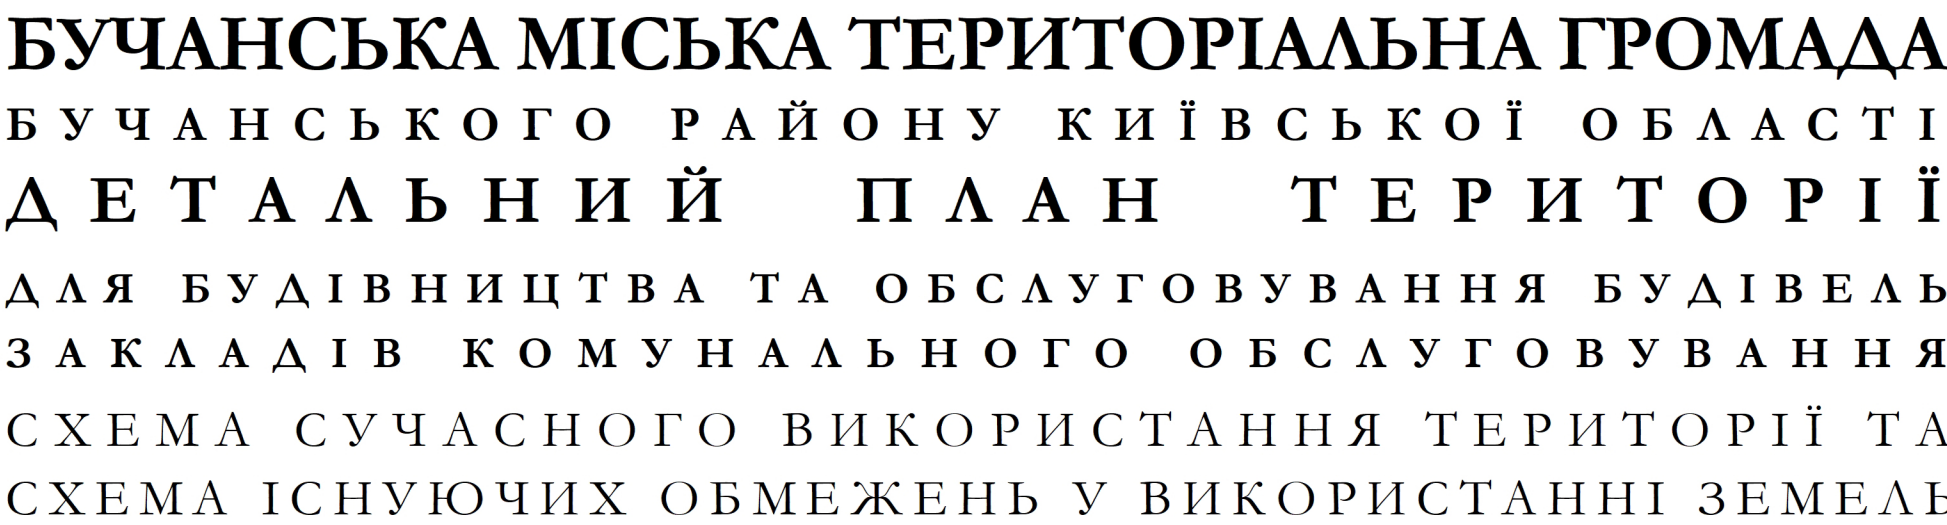 БУЧАНСЬКА МІСЬКА ТЕРИТОРІАЛЬНА ГРОМАДА
БУЧАНСЬКОГО РАЙОНУ КИЇВСЬКОЇ ОБЛАСТІ
ДЕТАЛЬНИЙ ПЛАН ТЕРИТОРІЇ
ДЛЯ БУДІВНИЦТВА ТА ОБСЛУГОВУВАННЯ БУДІВЕЛЬ
ЗАКЛАДІВ КОМУНАЛЬНОГО ОБСЛУГОВУВАННЯ
СХЕМА СУЧАСНОГО ВИКОРИСТАННЯ ТЕРИТОРІЇ ТА
СХЕМА ІСНУЮЧИХ ОБМЕЖЕНЬ У ВИКОРИСТАННІ ЗЕМЕЛЬ